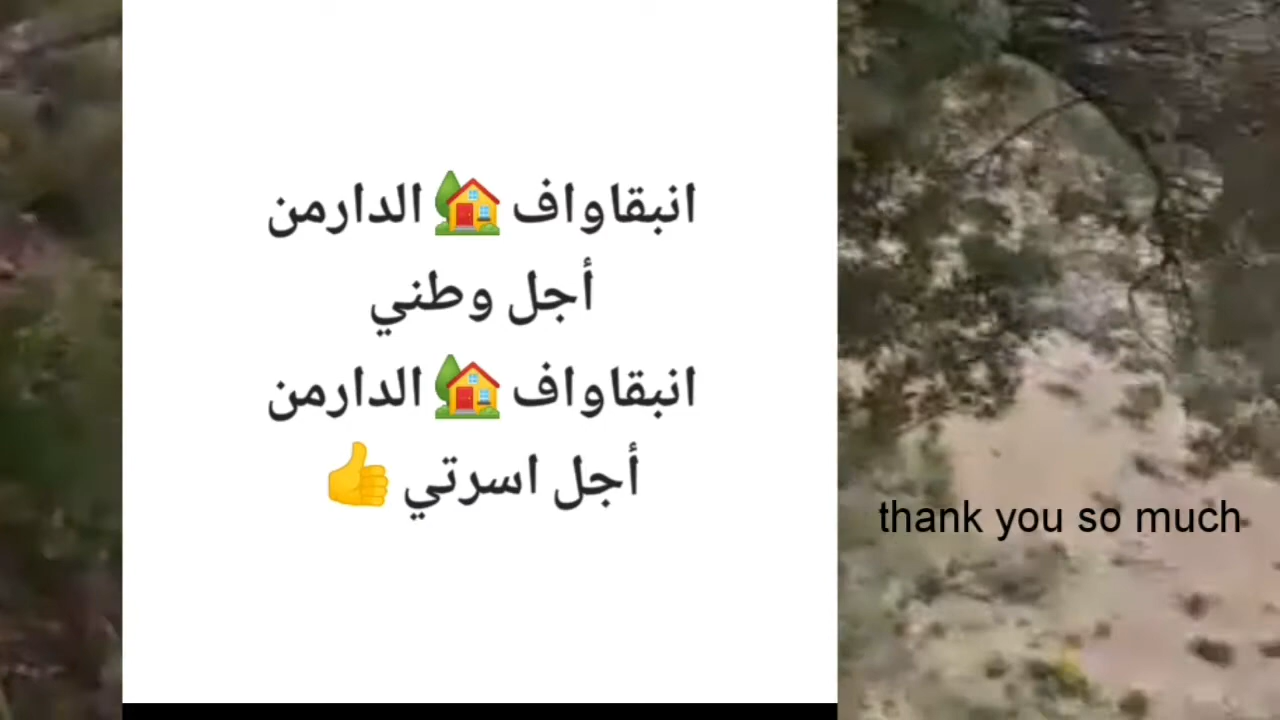 انبقاواف🏡الدارمن
أجل وطني
انبقاواف🏡الدارمن
أجل اسرتي 👍
thank you so much